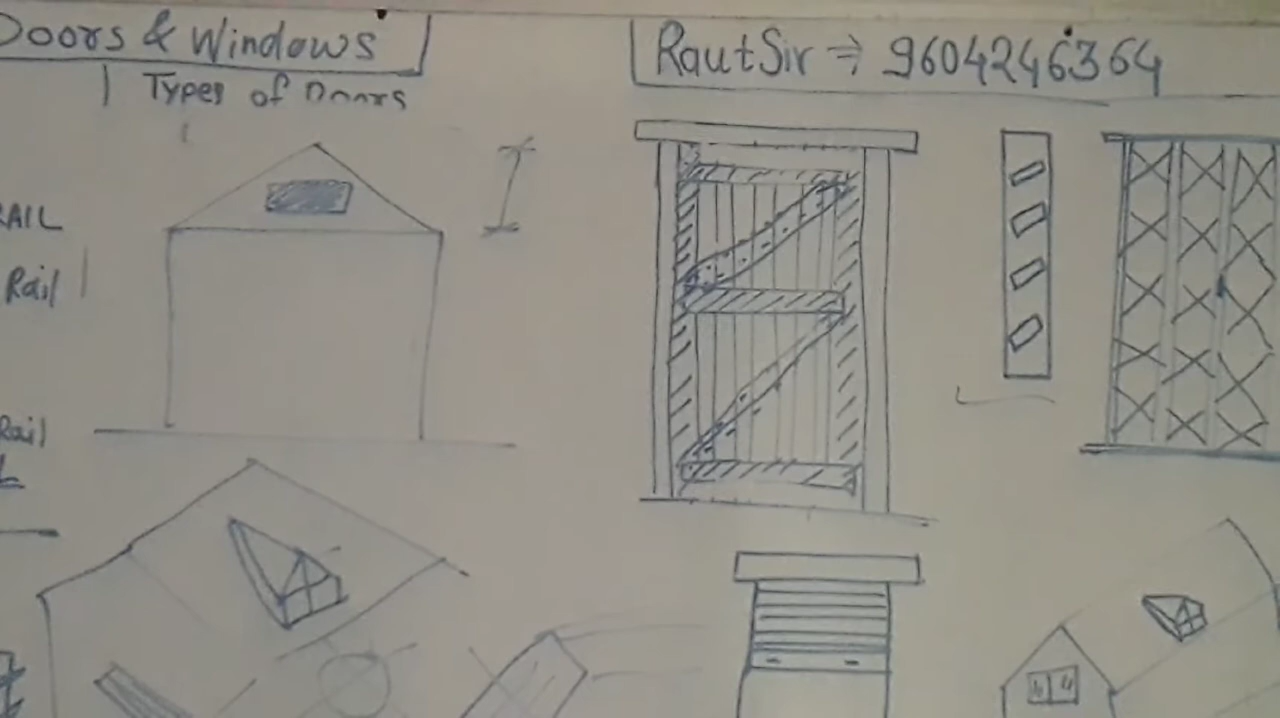 Doors & Windows
RautSir ⇒ 9604246364
Types of Doors
RAIL
Rail
Rail